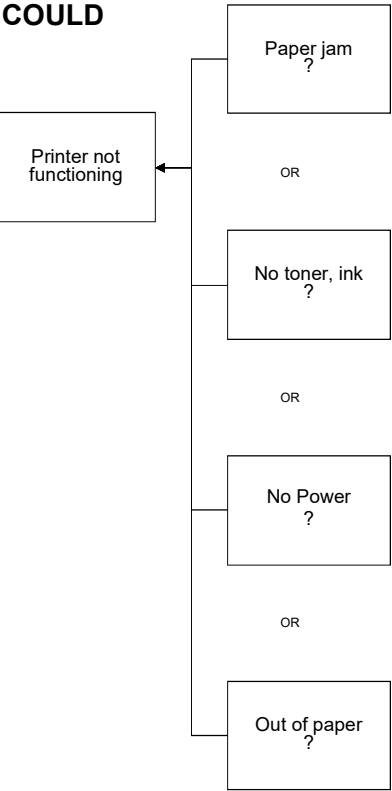 COULD
Paper jam
?
Printer not
functioning
OR
No toner, ink
?
OR
No Power
?
OR
Out of paper
?